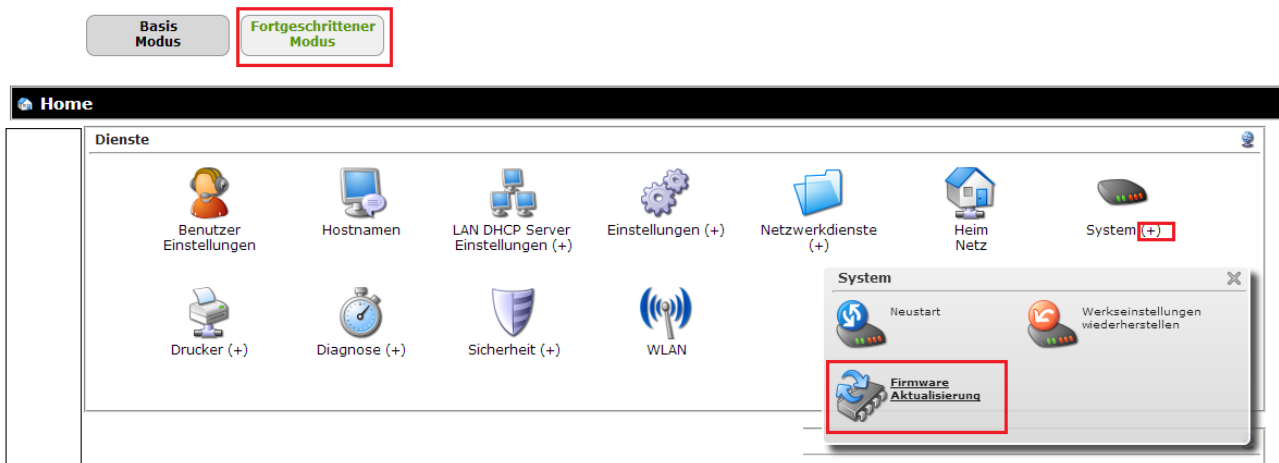 Basis
Modus
Fortgeschrittener
Modus
Home
Dienste
Benutzer
Einstellungen
Hostnamen
LAN DHCP Server
Einstellungen (+)
Einstellungen (+)
Netzwerkdienste
(+)
Heim
Netz
System (+)
Drucker (+)
Diagnose (+)
Sicherheit (+)
WLAN
System
Neustart
Werkseinstellungen
wiederherstellen
Firmware
Aktualisierung